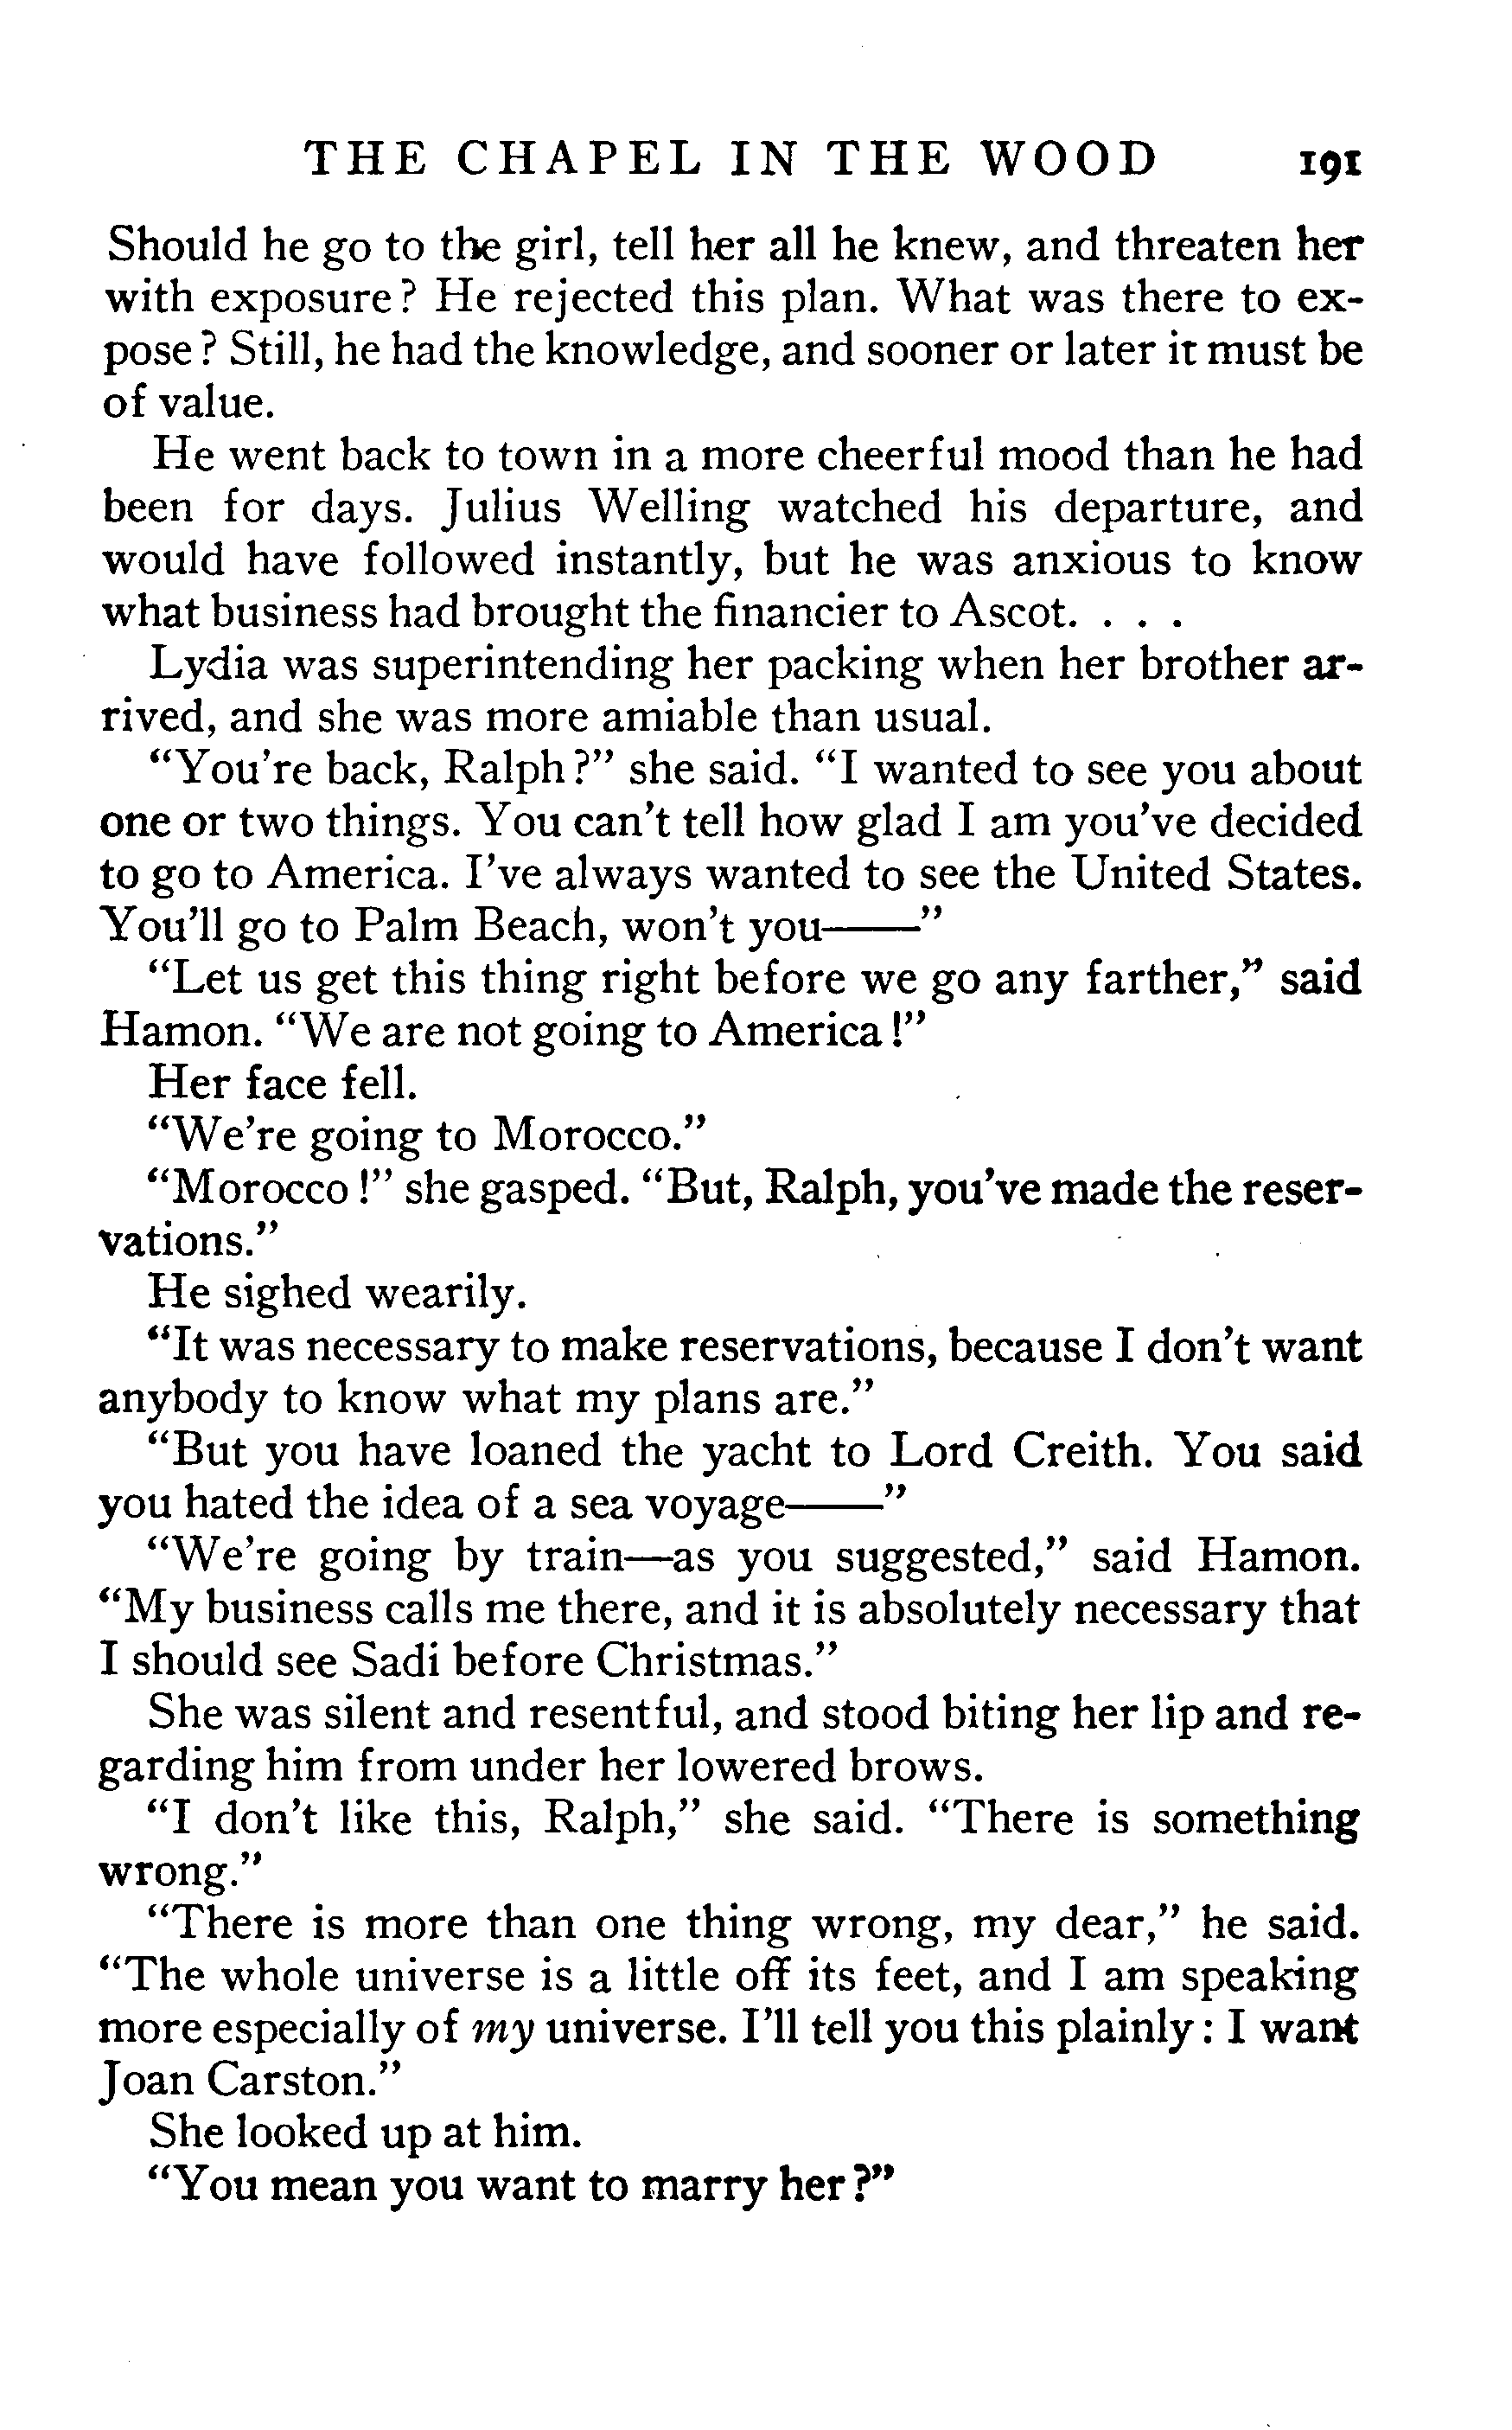 THE CHAPEL IN THE WOOD 191
Should he go to the girl, tell her all he knew, and threaten her
with exposure? He rejected this plan. What was there to ex-
pose? Still, he had the knowledge, and sooner or later it must be
of value.
He went back to town in a more cheerful mood than he had
been for days. Julius Welling watched his departure, and
would have followed instantly, but he was anxious to know
what business had brought the financier to Ascot. . . .
Lydia was superintending her packing when her brother ar-
rived, and she was more amiable than usual.
"You're back, Ralph?" she said. "I wanted to see you about
one or two things. You can't tell how glad I am you've decided
to go to America. I've always wanted to see the United States.
You'll go to Palm Beach, won't you——"
"Let us get this thing right before we go any farther," said
Hamon. "We are not going to America!"
Her face fell.
"We're going to Morocco."
"Morocco!" she gasped. "But, Ralph, you've made the reser-
vations."
He sighed wearily.
"It was necessary to make reservations, because I don't want
anybody to know what my plans are."
"But you have loaned the yacht to Lord Creith. You said
you hated the idea of a sea voyage——"
"We're going by train—as you suggested," said Hamon.
"My business calls me there, and it is absolutely necessary that
I should see Sadi before Christmas."
She was silent and resentful, and stood biting her lip and re-
garding him from under her lowered brows.
"I don't like this, Ralph," she said. "There is something
wrong."
"There is more than one thing wrong, my dear," he said.
"The whole universe is a little off its feet, and I am speaking
more especially of my universe. I'll tell you this plainly: I want
Joan Carston."
She looked up at him.
"You mean you want to marry her?"